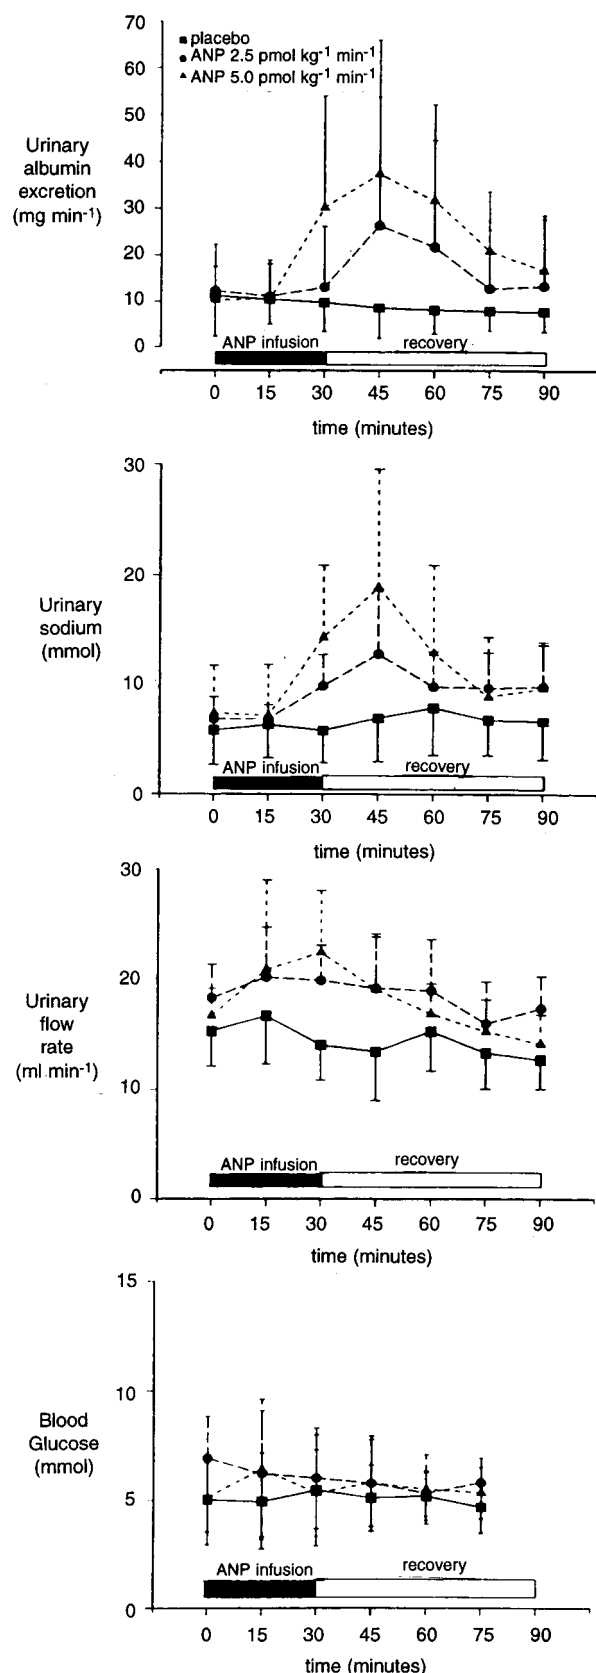 70
60
50
40
30
20
10
0
Urinary
albumin
excretion
(mg min-1)
placebo
ANP 2.5 pmol kg-1 min-1
ANP 5.0 pmol kg-1 min-1
ANP infusion
recovery
0 15 30 45 60 75 90
time (minutes)
30
20
10
0
Urinary
sodium
(mmol)
ANP infusion
recovery
0 15 30 45 60 75 90
time (minutes)
30
20
10
0
Urinary
flow
rate
(ml min-1)
ANP infusion
recovery
0 15 30 45 60 75 90
time (minutes)
15
10
5
0
Blood
Glucose
(mmol)
ANP infusion
recovery
0 15 30 45 60 75 90
time (minutes)